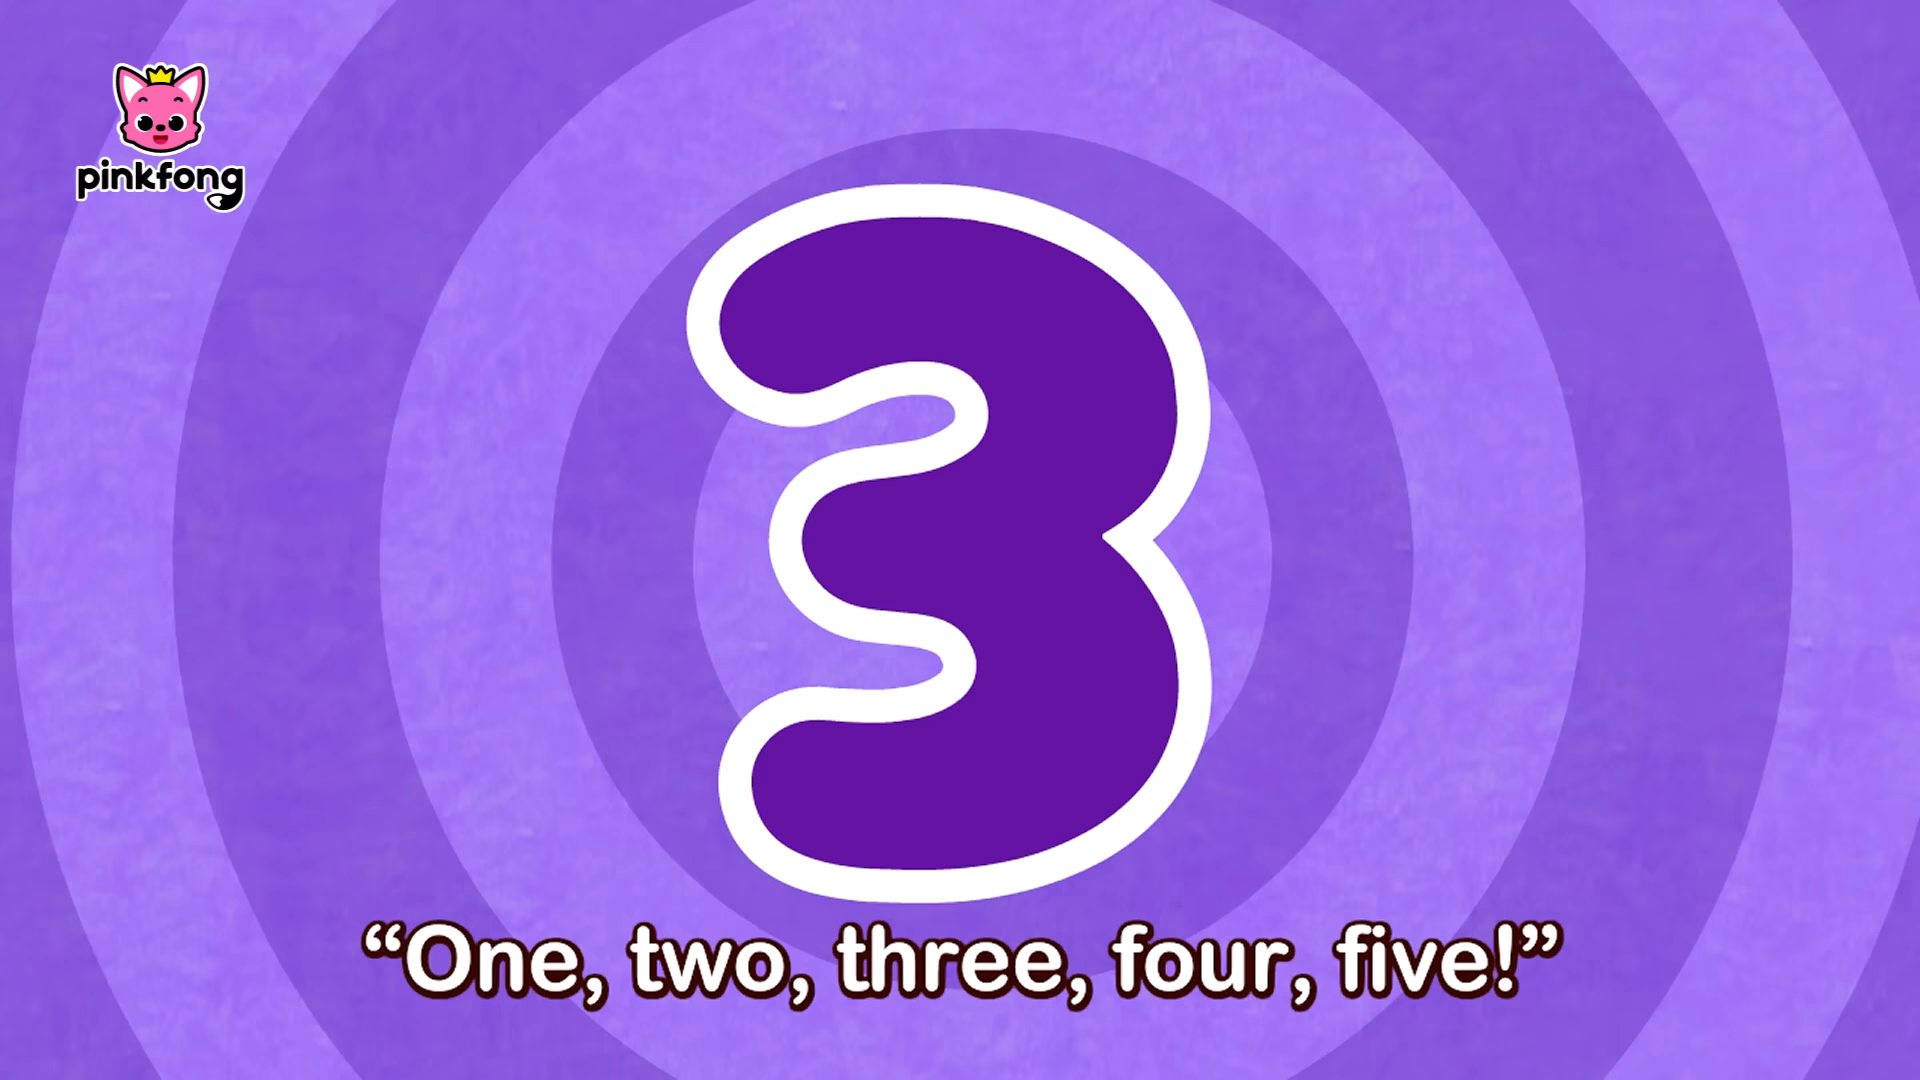 pinkfong
3
“One, two, three, four, five!”